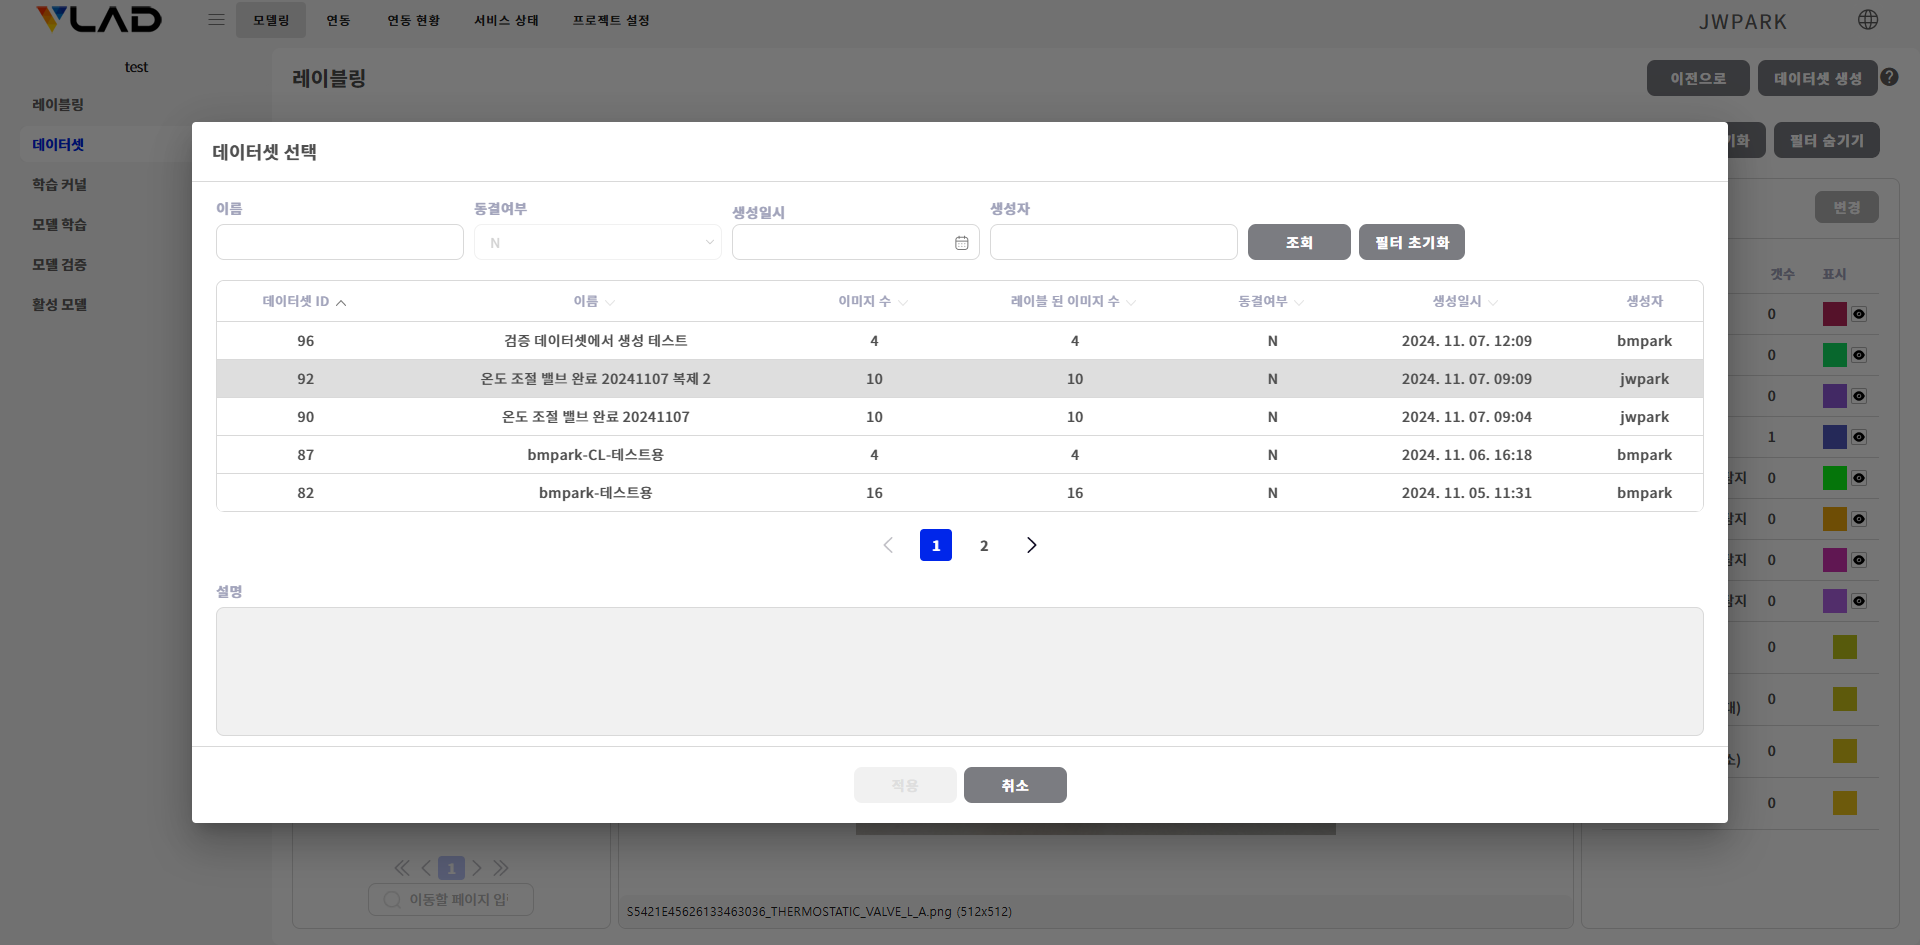 VLAD
모델링
연동
연동 현황
서비스 상태
프로젝트 설정
JWPARK
test
레이블링
데이터셋
학습 커널
모델 학습
모델 검증
활성 모델
레이블링
이전으로
데이터셋 생성
?
기화
필터 숨기기
변경
갯수 표시
0
0
0
1
탐지 0
탐지 0
탐지 0
탐지 0
0
대) 0
소) 0
0
데이터셋 선택
이름
동결여부
생성일시
생성자
N
조회
필터 초기화
데이터셋 ID 이름 이미지 수 레이블 된 이미지 수 동결여부 생성일시 생성자
96 검증 데이터셋에서 생성 테스트 4 4 N 2024. 11. 07. 12:09 bmpark
92 온도 조절 밸브 완료 20241107 복제 2 10 10 N 2024. 11. 07. 09:09 jwpark
90 온도 조절 밸브 완료 20241107 10 10 N 2024. 11. 07. 09:04 jwpark
87 bmpark-CL-테스트용 4 4 N 2024. 11. 06. 16:18 bmpark
82 bmpark-테스트용 16 16 N 2024. 11. 05. 11:31 bmpark
1 2
설명
적용
취소
1
이동할 페이지 입
S5421E45626133463036_THERMOSTATIC_VALVE_L_A.png (512x512)